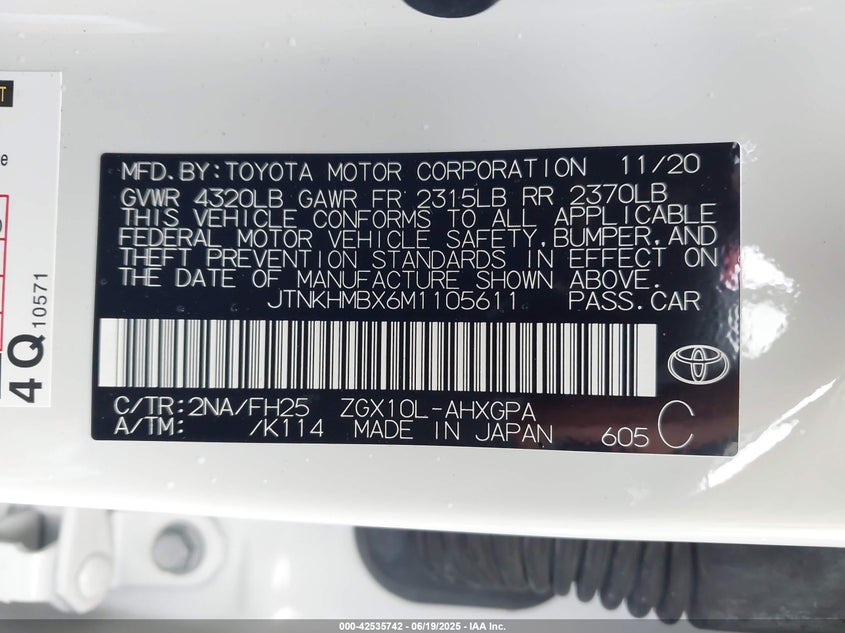 MFD.BY:TOYOTA MOTOR CORPORATION 11/20
GVWR 4320LB GAWR FR 2315LB RR 2370LB
THIS VEHICLE CONFORMS TO ALL APPLICABLE
FEDERAL MOTOR VEHICLE SAFETY,BUMPER,AND
THEFT PREVENTION STANDARDS IN EFFECT ON
THE DATE OF MANUFACTURE SHOWN ABOVE.
JTNKHMBX6M1105611 PASS.CAR
C/TR:2NA/FH25 ZGX10L-AHXGPA
A/TM: /K114 MADE IN JAPAN 605 C
4Q10571
000-42535742 - 06/19/2025 - IAA Inc.